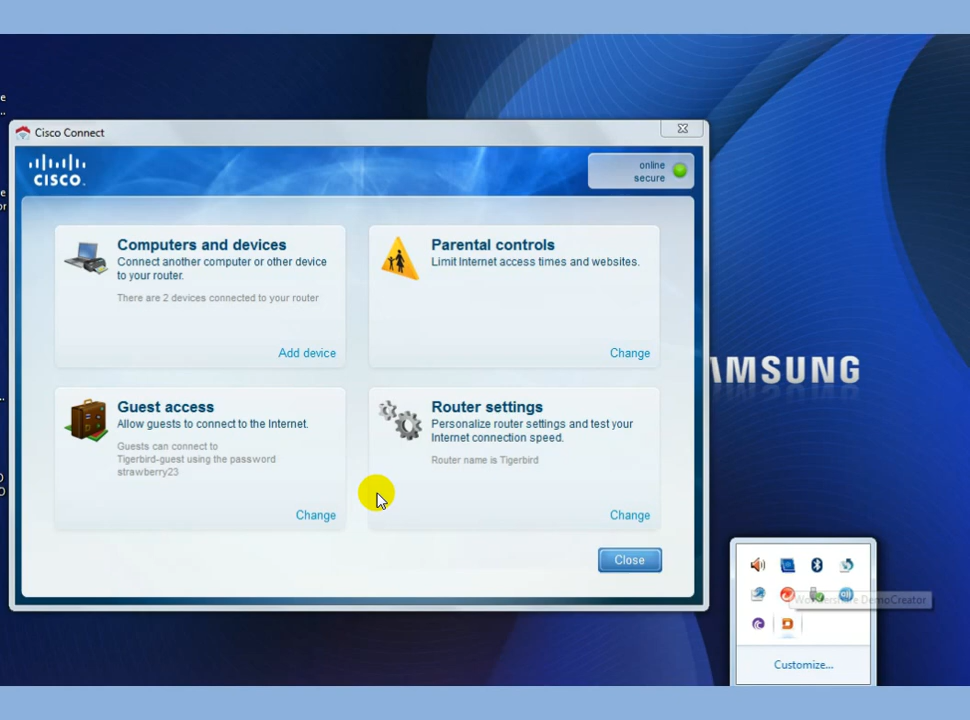 Cisco Connect
CISCO.
online
secure
Computers and devices
Connect another computer or other device
to your router.
There are 2 devices connected to your router
Add device
Parental controls
Limit Internet access times and websites.
Change
Guest access
Allow guests to connect to the Internet.
Guests can connect to
Tigerbird-guest using the password
strawberry23
Change
Router settings
Personalize router settings and test your
Internet connection speed.
Router name is Tigerbird
Change
Close
AMSUNG
DemoCreator
Customize...